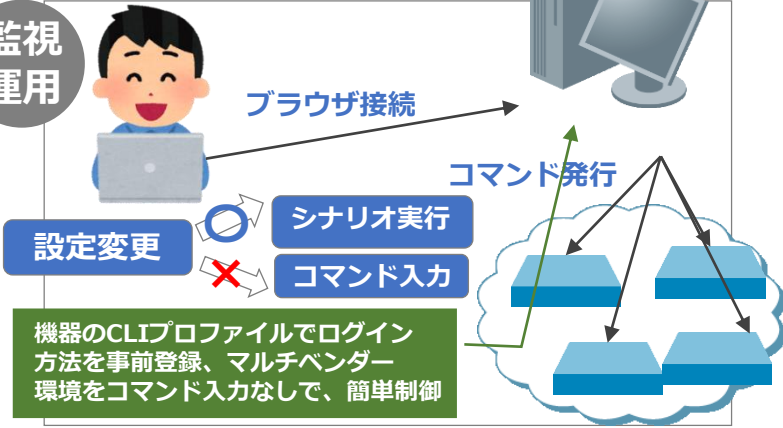 監視
運用
ブラウザ接続
コマンド発行
設定変更
シナリオ実行
コマンド入力
機器のCLIプロファイルでログイン
方法を事前登録、マルチベンダー
環境をコマンド入力なしで、簡単制御